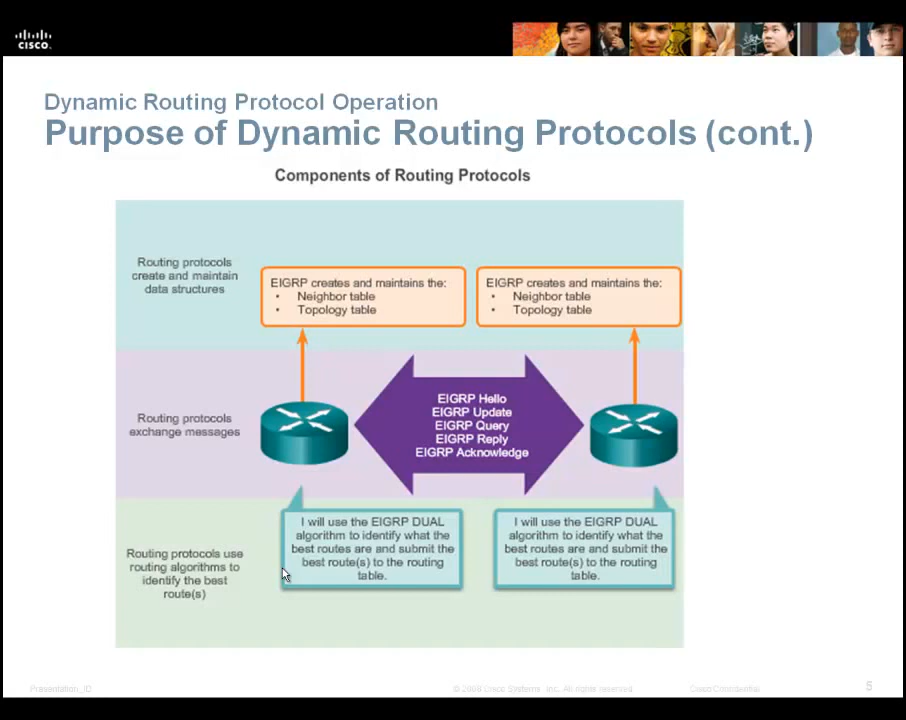 CISCO.
Dynamic Routing Protocol Operation
Purpose of Dynamic Routing Protocols (cont.)
Components of Routing Protocols
Routing protocols
create and maintain
data structures
EIGRP creates and maintains the:
• Neighbor table
• Topology table
EIGRP creates and maintains the:
• Neighbor table
• Topology table
Routing protocols
exchange messages
EIGRP Hello
EIGRP Update
EIGRP Query
EIGRP Reply
EIGRP Acknowledge
Routing protocols use
routing algorithms to
identify the best
route(s)
I will use the EIGRP DUAL
algorithm to identify what the
best routes are and submit the
best route(s) to the routing
table.
I will use the EIGRP DUAL
algorithm to identify what the
best routes are and submit the
best route(s) to the routing
table.
Presentation_ID
© 2008 Cisco Systems, Inc. All rights reserved.
Cisco Confidential
5